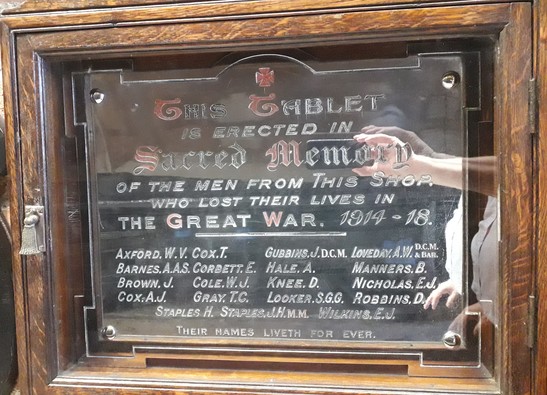 THIS TABLET
IS ERECTED IN
Sacred Memory
OF THE MEN FROM THIS SHOP.
WHO LOST THEIR LIVES IN
THE GREAT WAR. 1914-18.
AXFORD. W.V. COX. T. GUBBINS. J. D.C.M. LOVEDAY. A.W. D.C.M. & BAR.
BARNES. A.A.S. CORBETT. E. HALE. A. MANNERS. B.
BROWN. J. COLE. W.J. KNEE. D. NICHOLAS. E.J.
COX. A.J. GRAY. T.C. LOOKER. S.G.G. ROBBINS. D.
STAPLES H. STAPLES. J.H. M.M. WILKINS. E.J.
THEIR NAMES LIVETH FOR EVER.